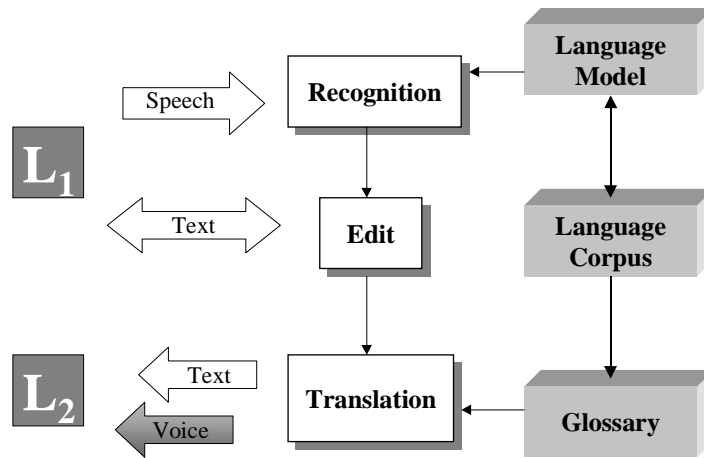 Language
Model
Speech
Recognition
L1
Text
Edit
Language
Corpus
L2
Text
Voice
Translation
Glossary